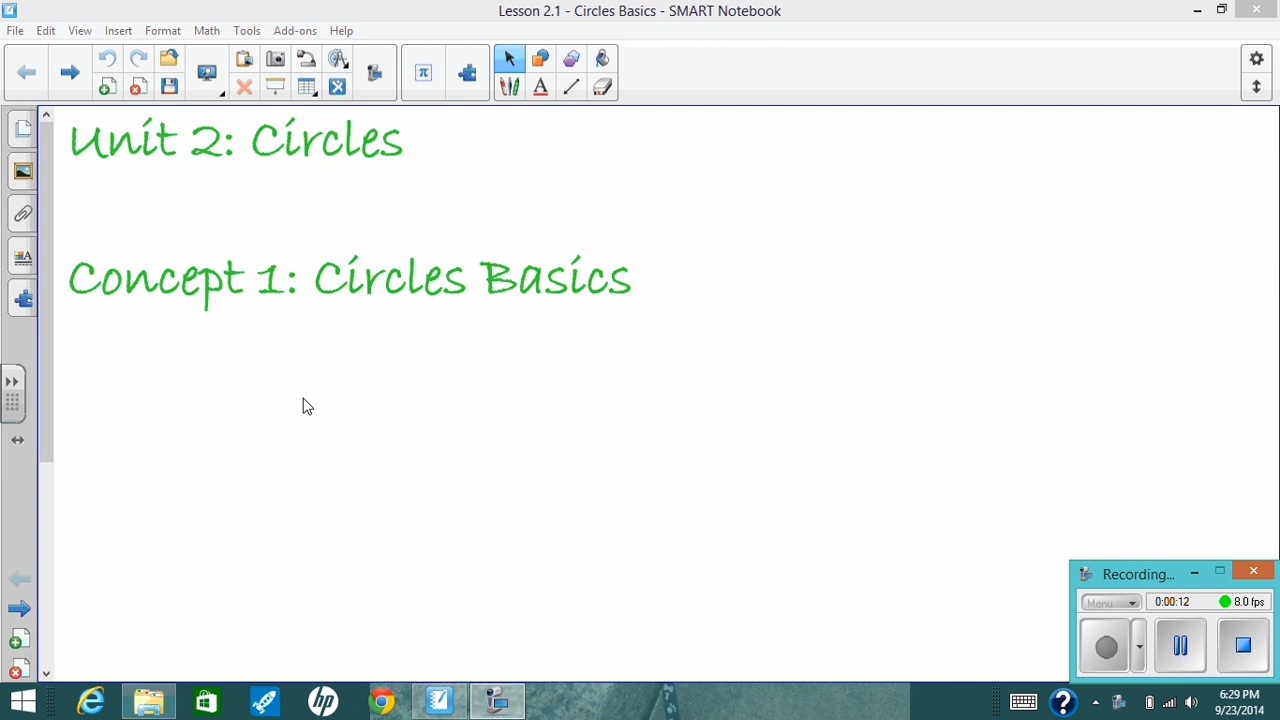 Lesson 2.1 - Circles Basics - SMART Notebook
File Edit View Insert Format Math Tools Add-ons Help
Unit 2: Circles
Concept 1: Circles Basics
Recording...
Menu 0:00:12 8.0 fps
6:29 PM
9/23/2014